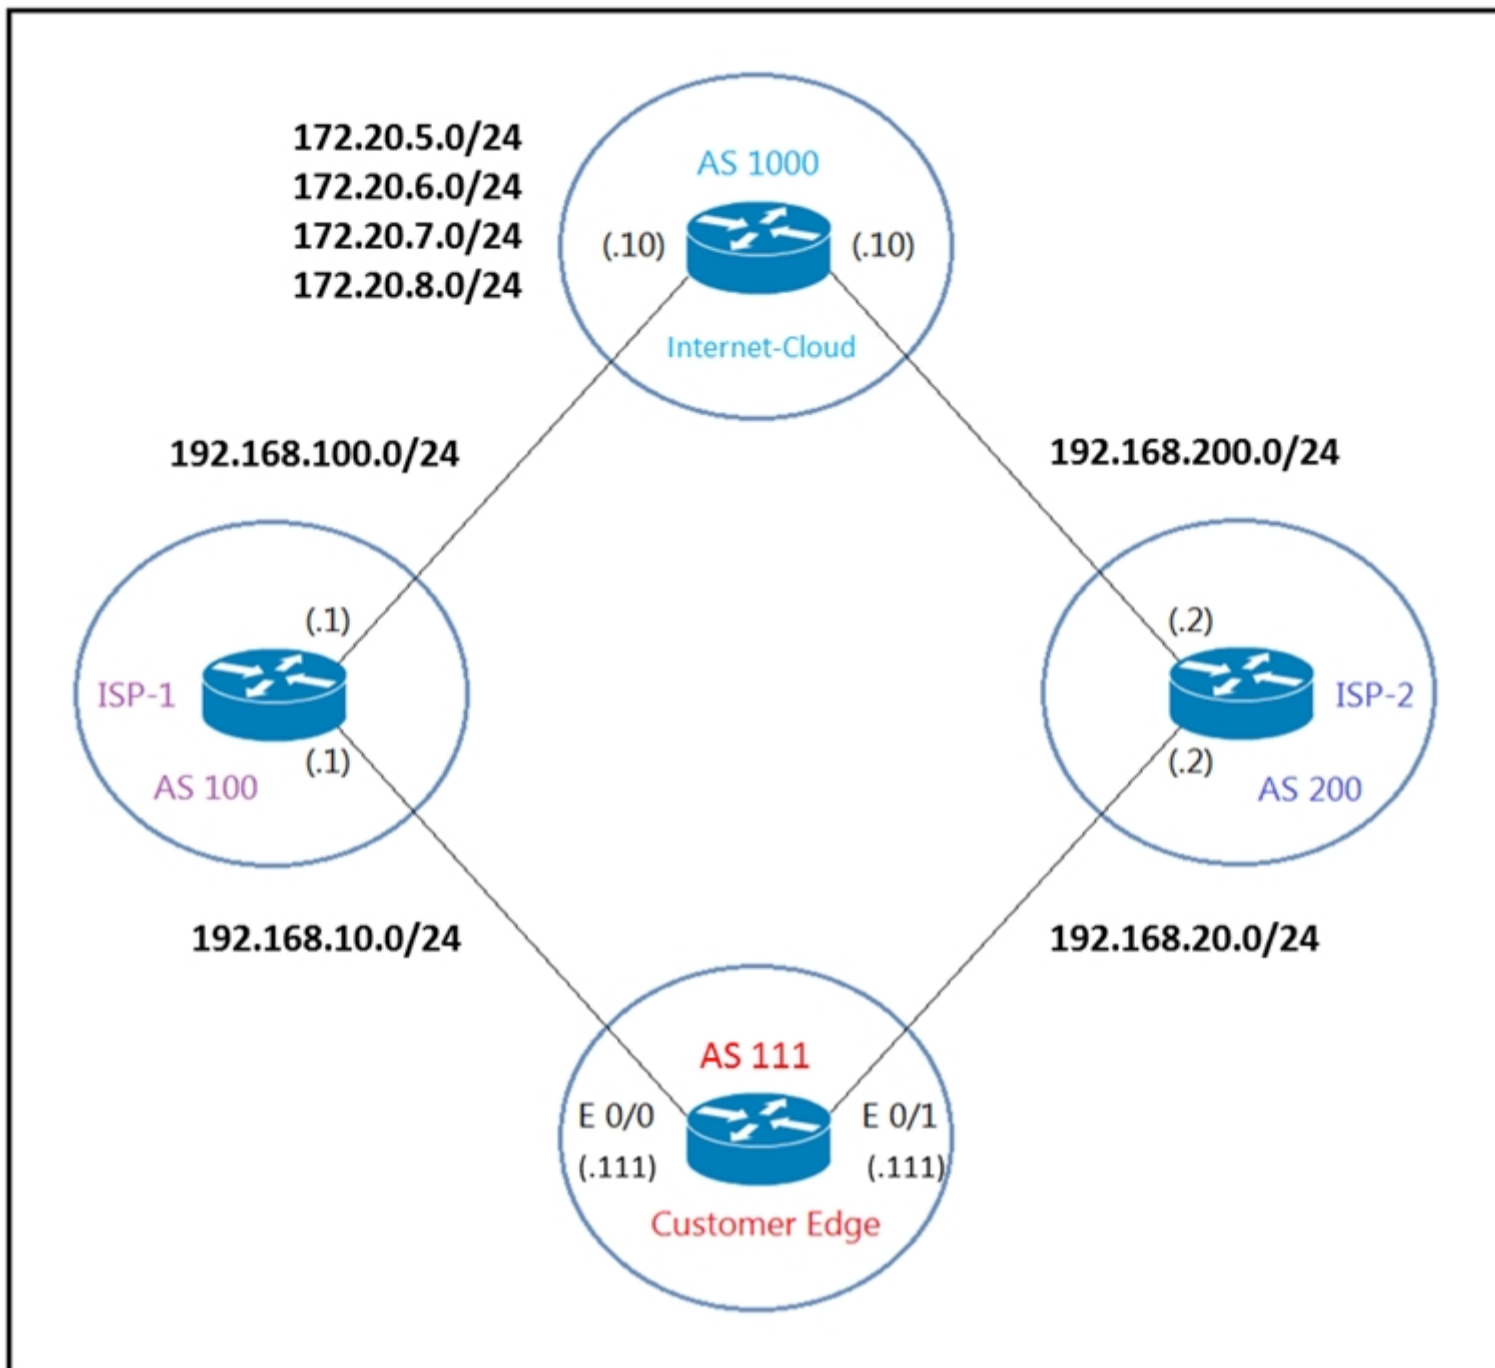 172.20.5.0/24
172.20.6.0/24
172.20.7.0/24
172.20.8.0/24
AS 1000
(.10)
(.10)
Internet-Cloud
192.168.100.0/24
192.168.200.0/24
(.1)
ISP-1
(.1)
AS 100
(.2)
ISP-2
(.2)
AS 200
192.168.10.0/24
192.168.20.0/24
AS 111
E 0/0
(.111)
E 0/1
(.111)
Customer Edge